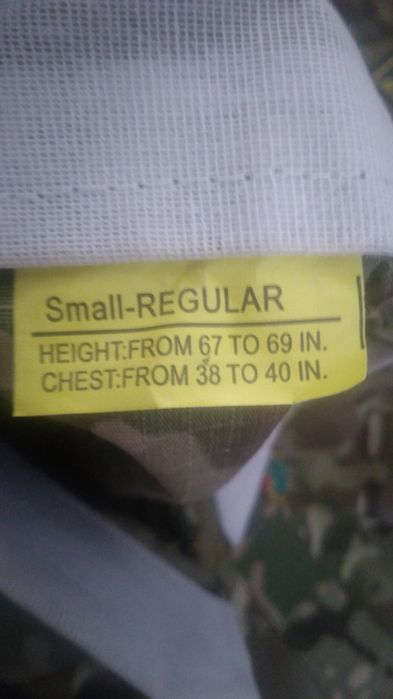 Small-REGULAR
HEIGHT:FROM 67 TO 69 IN.
CHEST:FROM 38 TO 40 IN.